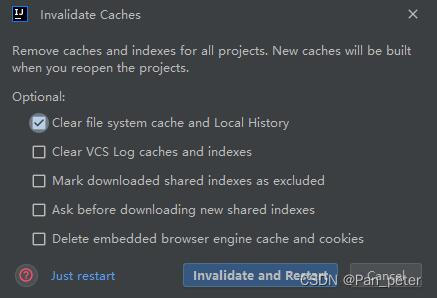 IJ
Invalidate Caches
Remove caches and indexes for all projects. New caches will be built
when you reopen the projects.
Optional:
Clear file system cache and Local History
Clear VCS Log caches and indexes
Mark downloaded shared indexes as excluded
Ask before downloading new shared indexes
Delete embedded browser engine cache and cookies
? Just restart Invalidate and Restart Cancel
CSDN @Pan_peter